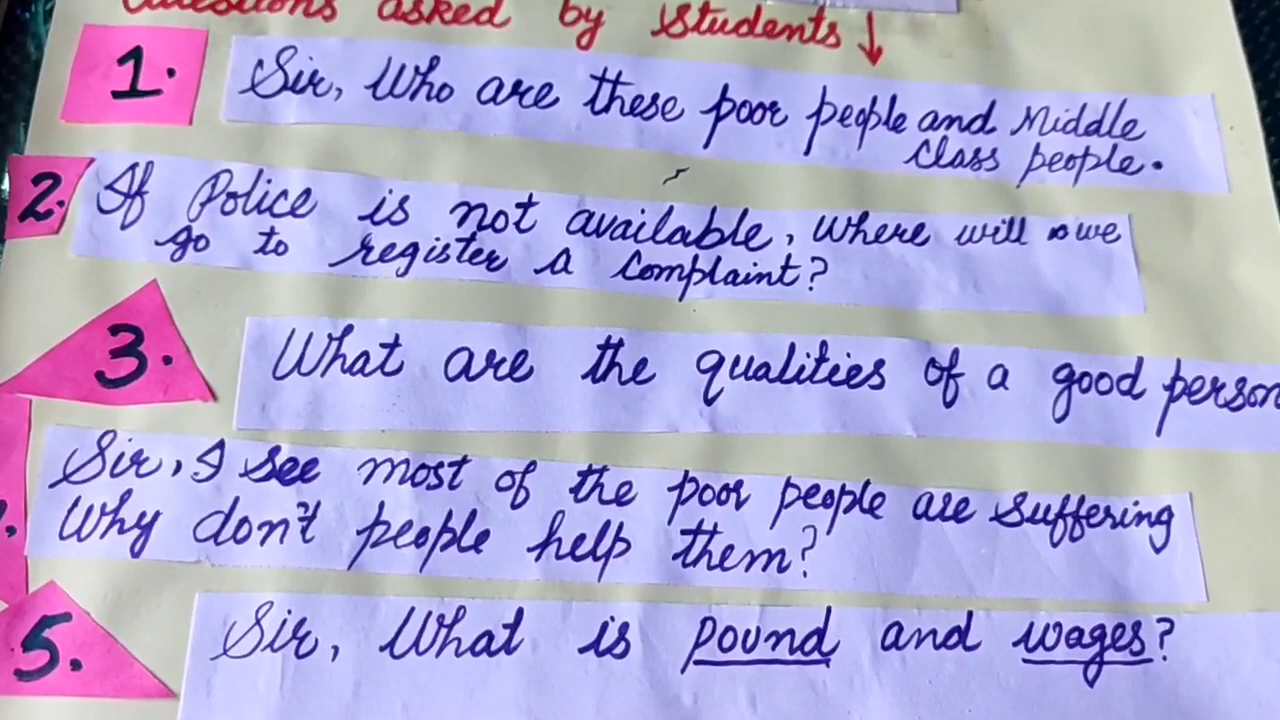 Questions asked by Students ↓
1. Sir, Who are these poor people and Middle
Class people.
2. If Police is not available, Where will we
go to register a Complaint?
3. What are the qualities of a good person
Sir, I see most of the poor people are suffering
Why don't people help them?
5. Sir, What is pound and wages?